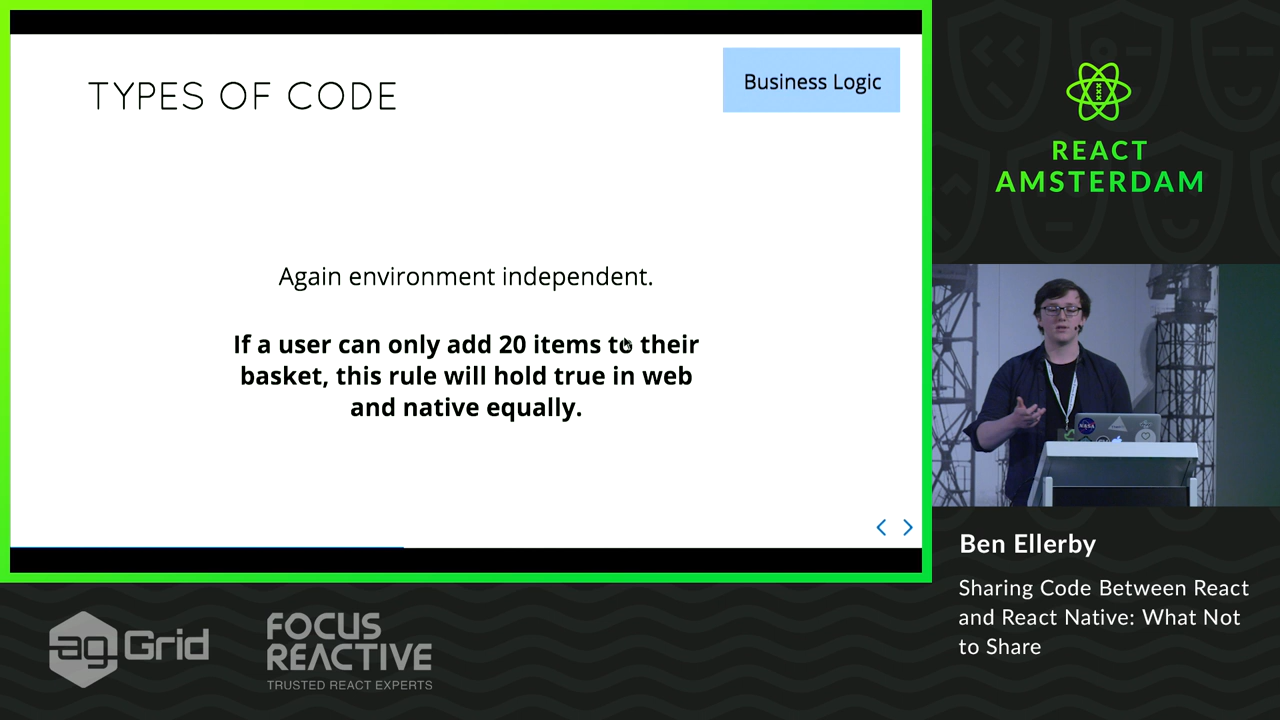 TYPES OF CODE
Business Logic
Again environment independent.
If a user can only add 20 items to their
basket, this rule will hold true in web
and native equally.
REACT
AMSTERDAM
NASA
Ben Ellerby
Sharing Code Between React
and React Native: What Not
to Share
ag Grid
FOCUS
REACTIVE
TRUSTED REACT EXPERTS